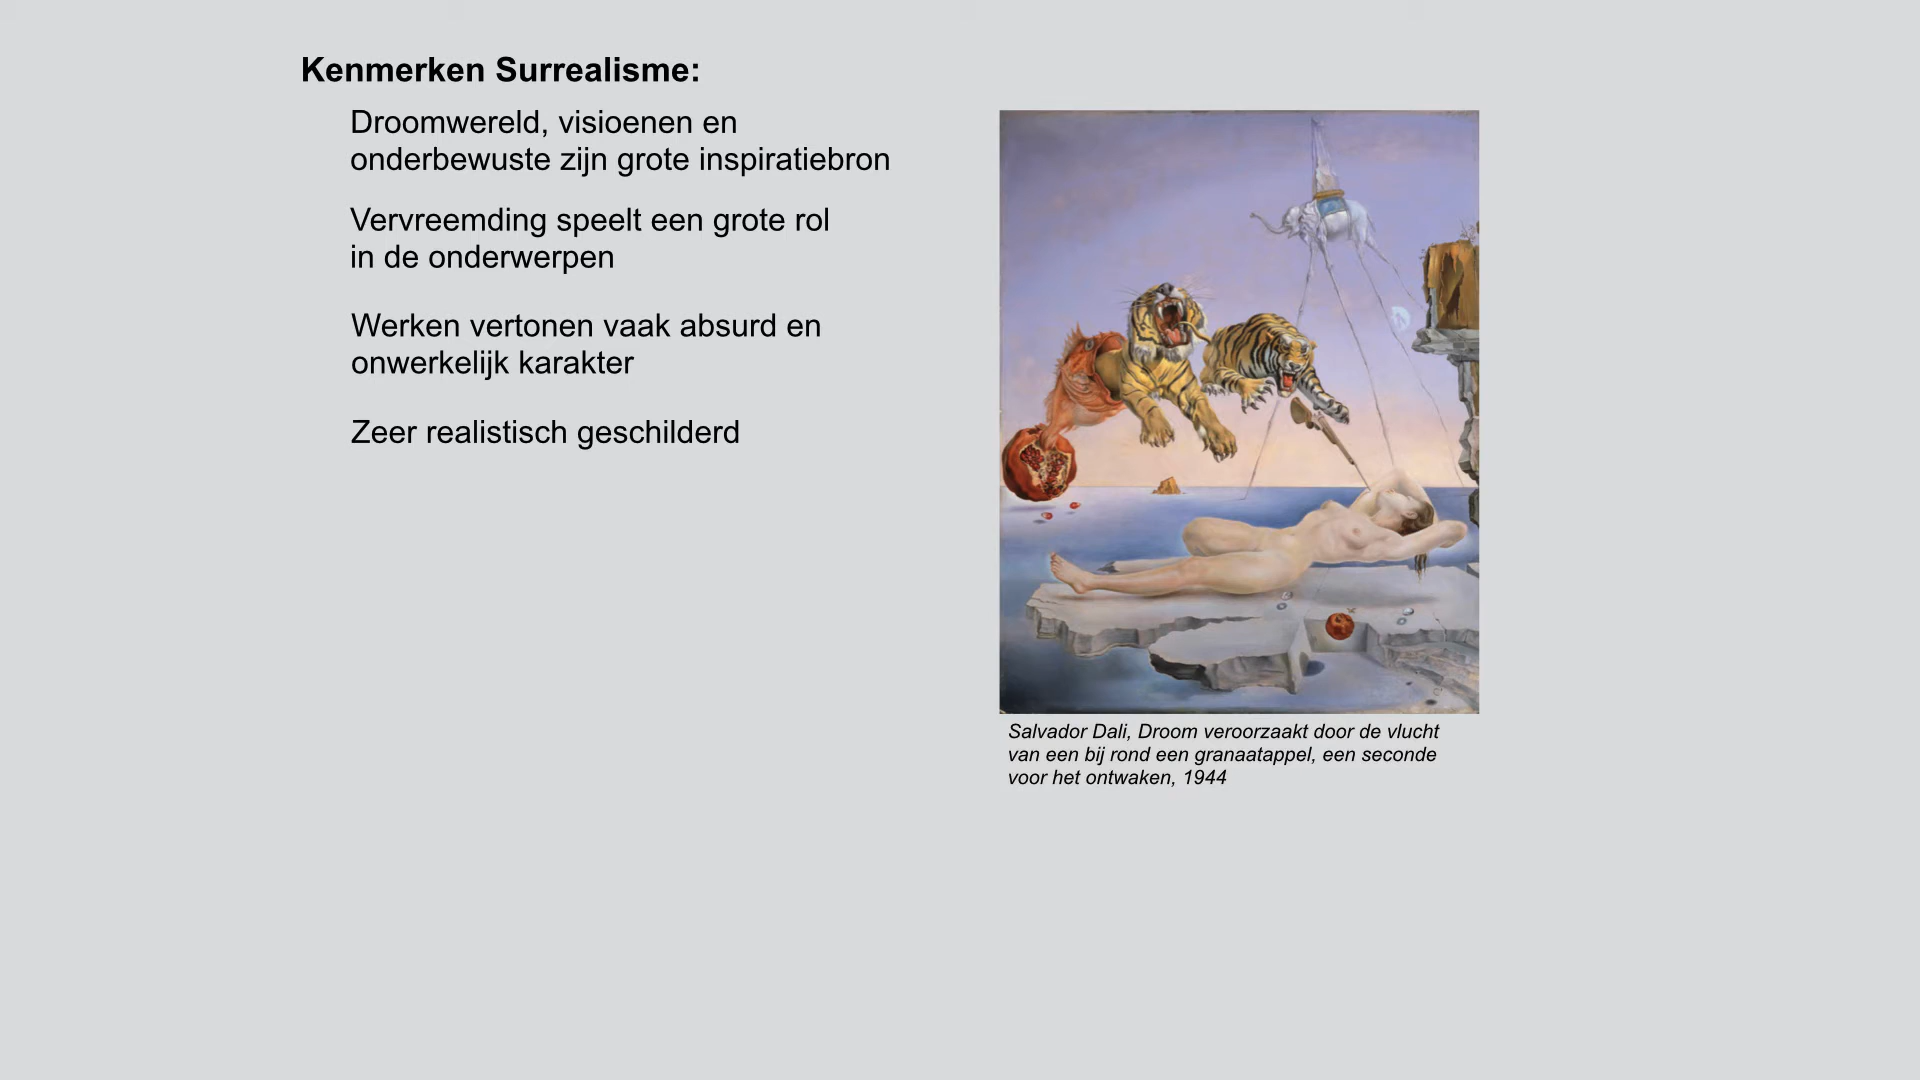 Kenmerken Surrealisme:
Droomwereld, visioenen en
onderbewuste zijn grote inspiratiebron
Vervreemding speelt een grote rol
in de onderwerpen
Werken vertonen vaak absurd en
onwerkelijk karakter
Zeer realistisch geschilderd
Salvador Dali, Droom veroorzaakt door de vlucht
van een bij rond een granaatappel, een seconde
voor het ontwaken, 1944